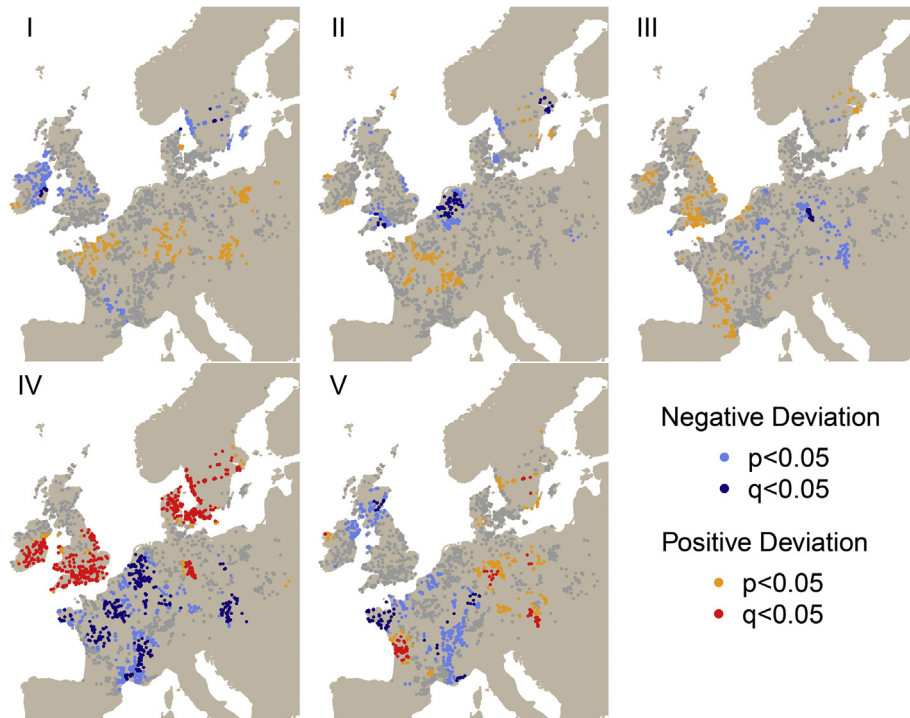 I
II
III
IV
V
Negative Deviation
p<0.05
q<0.05
Positive Deviation
p<0.05
q<0.05